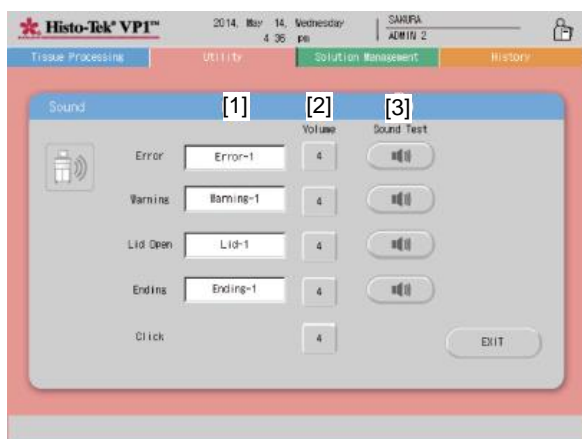 Histo-Tek® VP1™ 2014, May 14, Wednesday SAKURA
4 36 pm ADMIN 2
Tissue Processing Utility Solution Management History
Sound [1] [2] [3]
Volume Sound Test
Error Error-1 4
Warning Warning-1 4
Lid Open Lid-1 4
Ending Ending-1 4
Click 4
EXIT